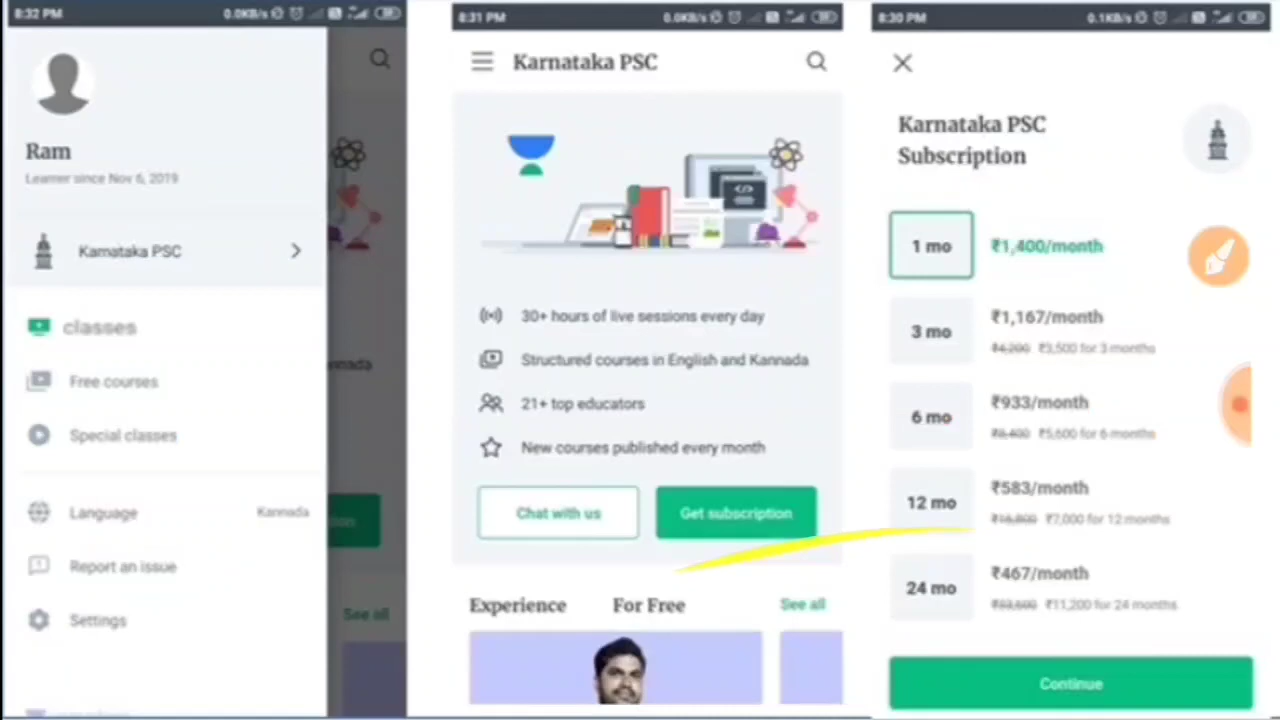 8:32 PM
0.0KB/s
Ram
Learner since Nov 6, 2019
Karnataka PSC
classes
Free courses
Special classes
Language
Kannada
Report an issue
Settings
See all
8:31 PM
0.0KB/s
Karnataka PSC
30+ hours of live sessions every day
Structured courses in English and Kannada
21+ top educators
New courses published every month
Chat with us
Get subscription
Experience
For Free
See all
8:30 PM
0.1KB/s
Karnataka PSC
Subscription
1 mo
₹1,400/month
3 mo
₹1,167/month
₹4,200 ₹3,500 for 3 months
6 mo
₹933/month
₹8,400 ₹5,600 for 6 months
12 mo
₹583/month
₹16,800 ₹7,000 for 12 months
24 mo
₹467/month
₹33,600 ₹11,200 for 24 months
Continue